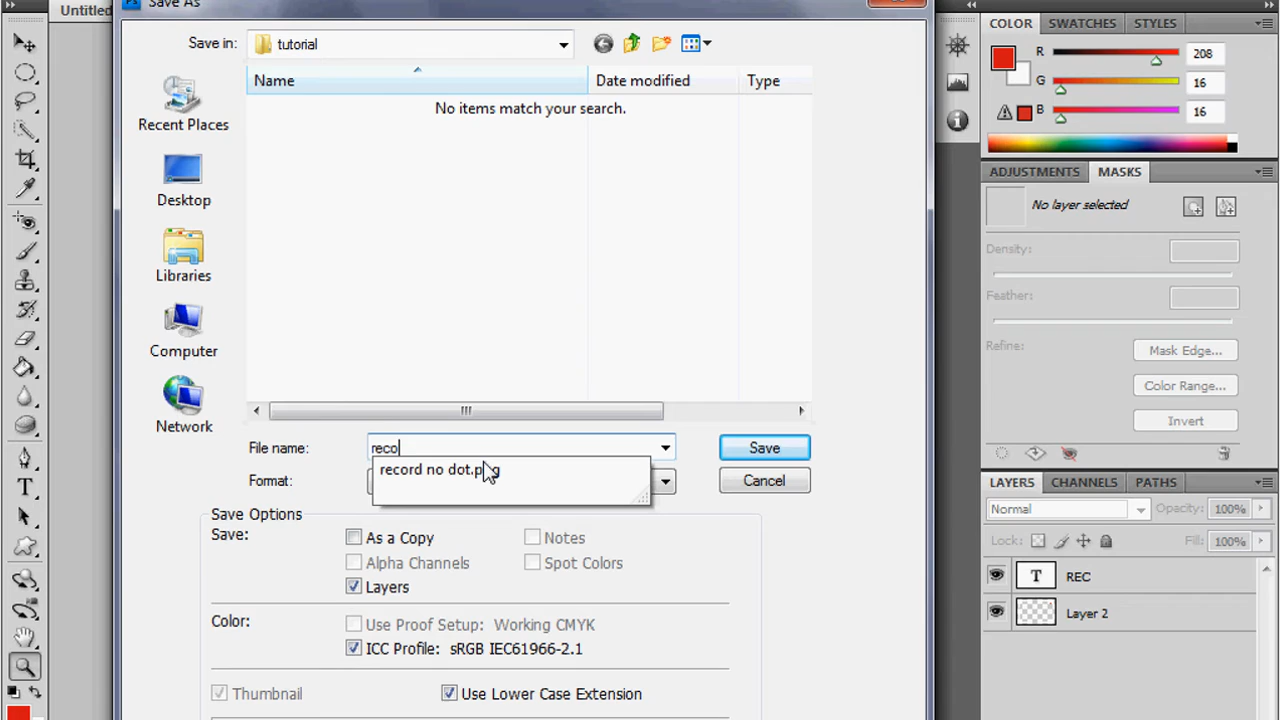 Untitled
Save As
Save in: tutorial
Name Date modified Type
No items match your search.
Recent Places
Desktop
Libraries
Computer
Network
File name: reco
record no dot.png
Save
Format:
Cancel
Save Options
Save: As a Copy Notes
Alpha Channels Spot Colors
Layers
Color: Use Proof Setup: Working CMYK
ICC Profile: sRGB IEC61966-2.1
Thumbnail Use Lower Case Extension
COLOR SWATCHES STYLES
R 208
G 16
B 16
ADJUSTMENTS MASKS
No layer selected
Density:
Feather:
Refine: Mask Edge...
Color Range...
Invert
LAYERS CHANNELS PATHS
Normal Opacity: 100%
Lock: Fill: 100%
T REC
Layer 2